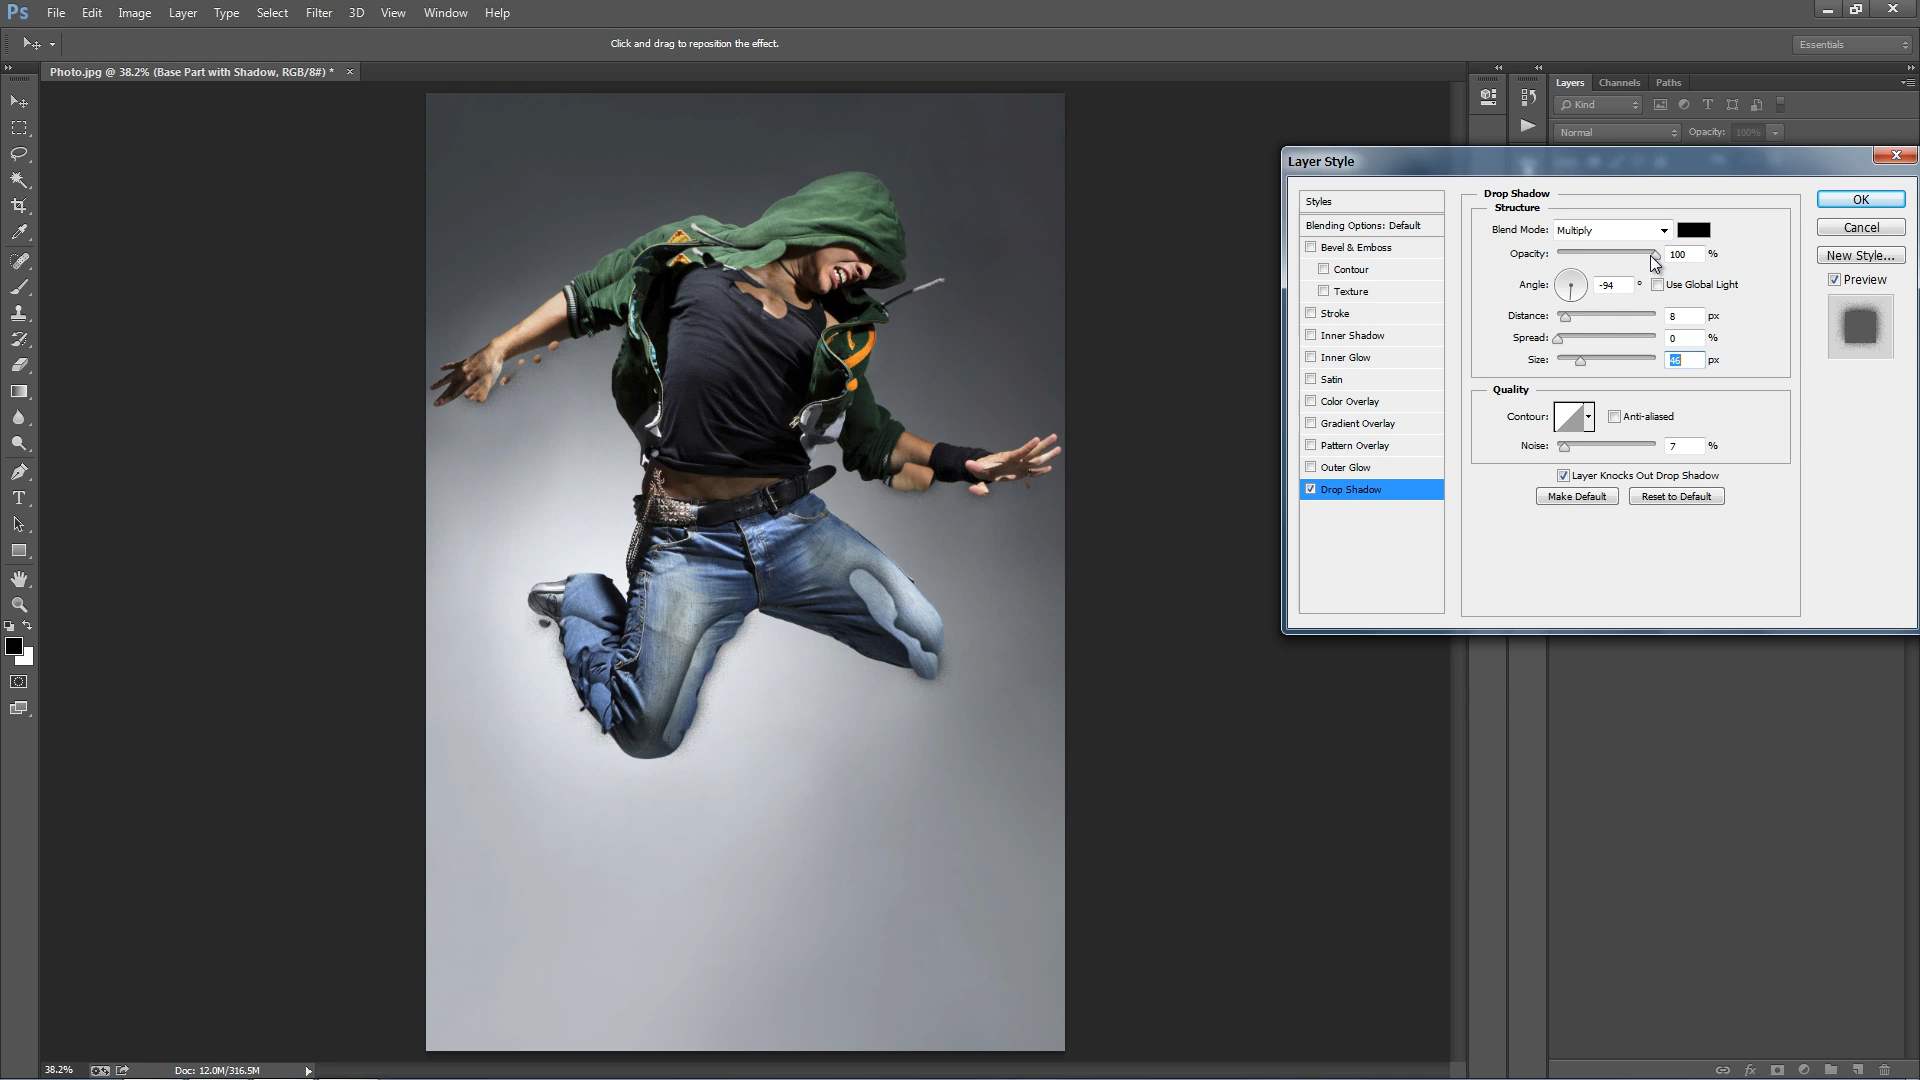 Ps File Edit Image Layer Type Select Filter 3D View Window Help
Click and drag to reposition the effect.
Essentials
Photo.jpg @ 38.2% (Base Part with Shadow, RGB/8#) *
Layers Channels Paths
Kind
Normal Opacity: 100%
Layer Style
Styles
Blending Options: Default
Bevel & Emboss
Contour
Texture
Stroke
Inner Shadow
Inner Glow
Satin
Color Overlay
Gradient Overlay
Pattern Overlay
Outer Glow
Drop Shadow
Drop Shadow
Structure
Blend Mode: Multiply
Opacity: 100 %
Angle: -94 ° Use Global Light
Distance: 8 px
Spread: 0 %
Size: 46 px
Quality
Contour: Anti-aliased
Noise: 7 %
Layer Knocks Out Drop Shadow
Make Default Reset to Default
OK
Cancel
New Style...
Preview
T
38.2% Doc: 12.0M/316.5M
fx